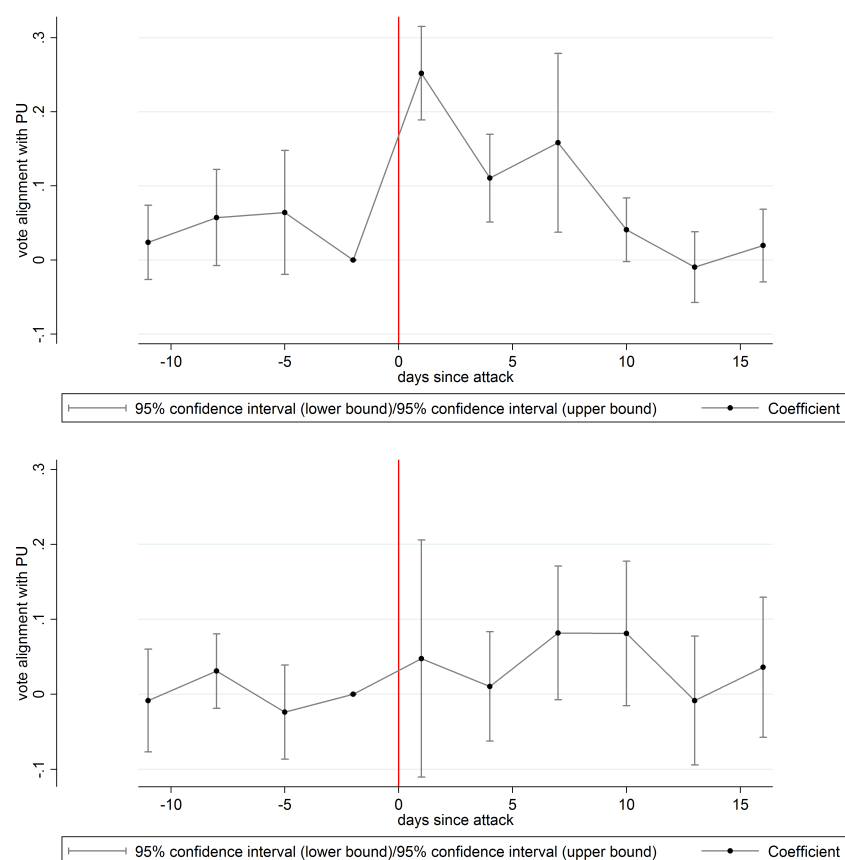 .3
.2
.1
0
-.1
vote alignment with PU
-10 -5 0 5 10 15
days since attack
95% confidence interval (lower bound)/95% confidence interval (upper bound) Coefficient
.3
.2
.1
0
-.1
vote alignment with PU
-10 -5 0 5 10 15
days since attack
95% confidence interval (lower bound)/95% confidence interval (upper bound) Coefficient